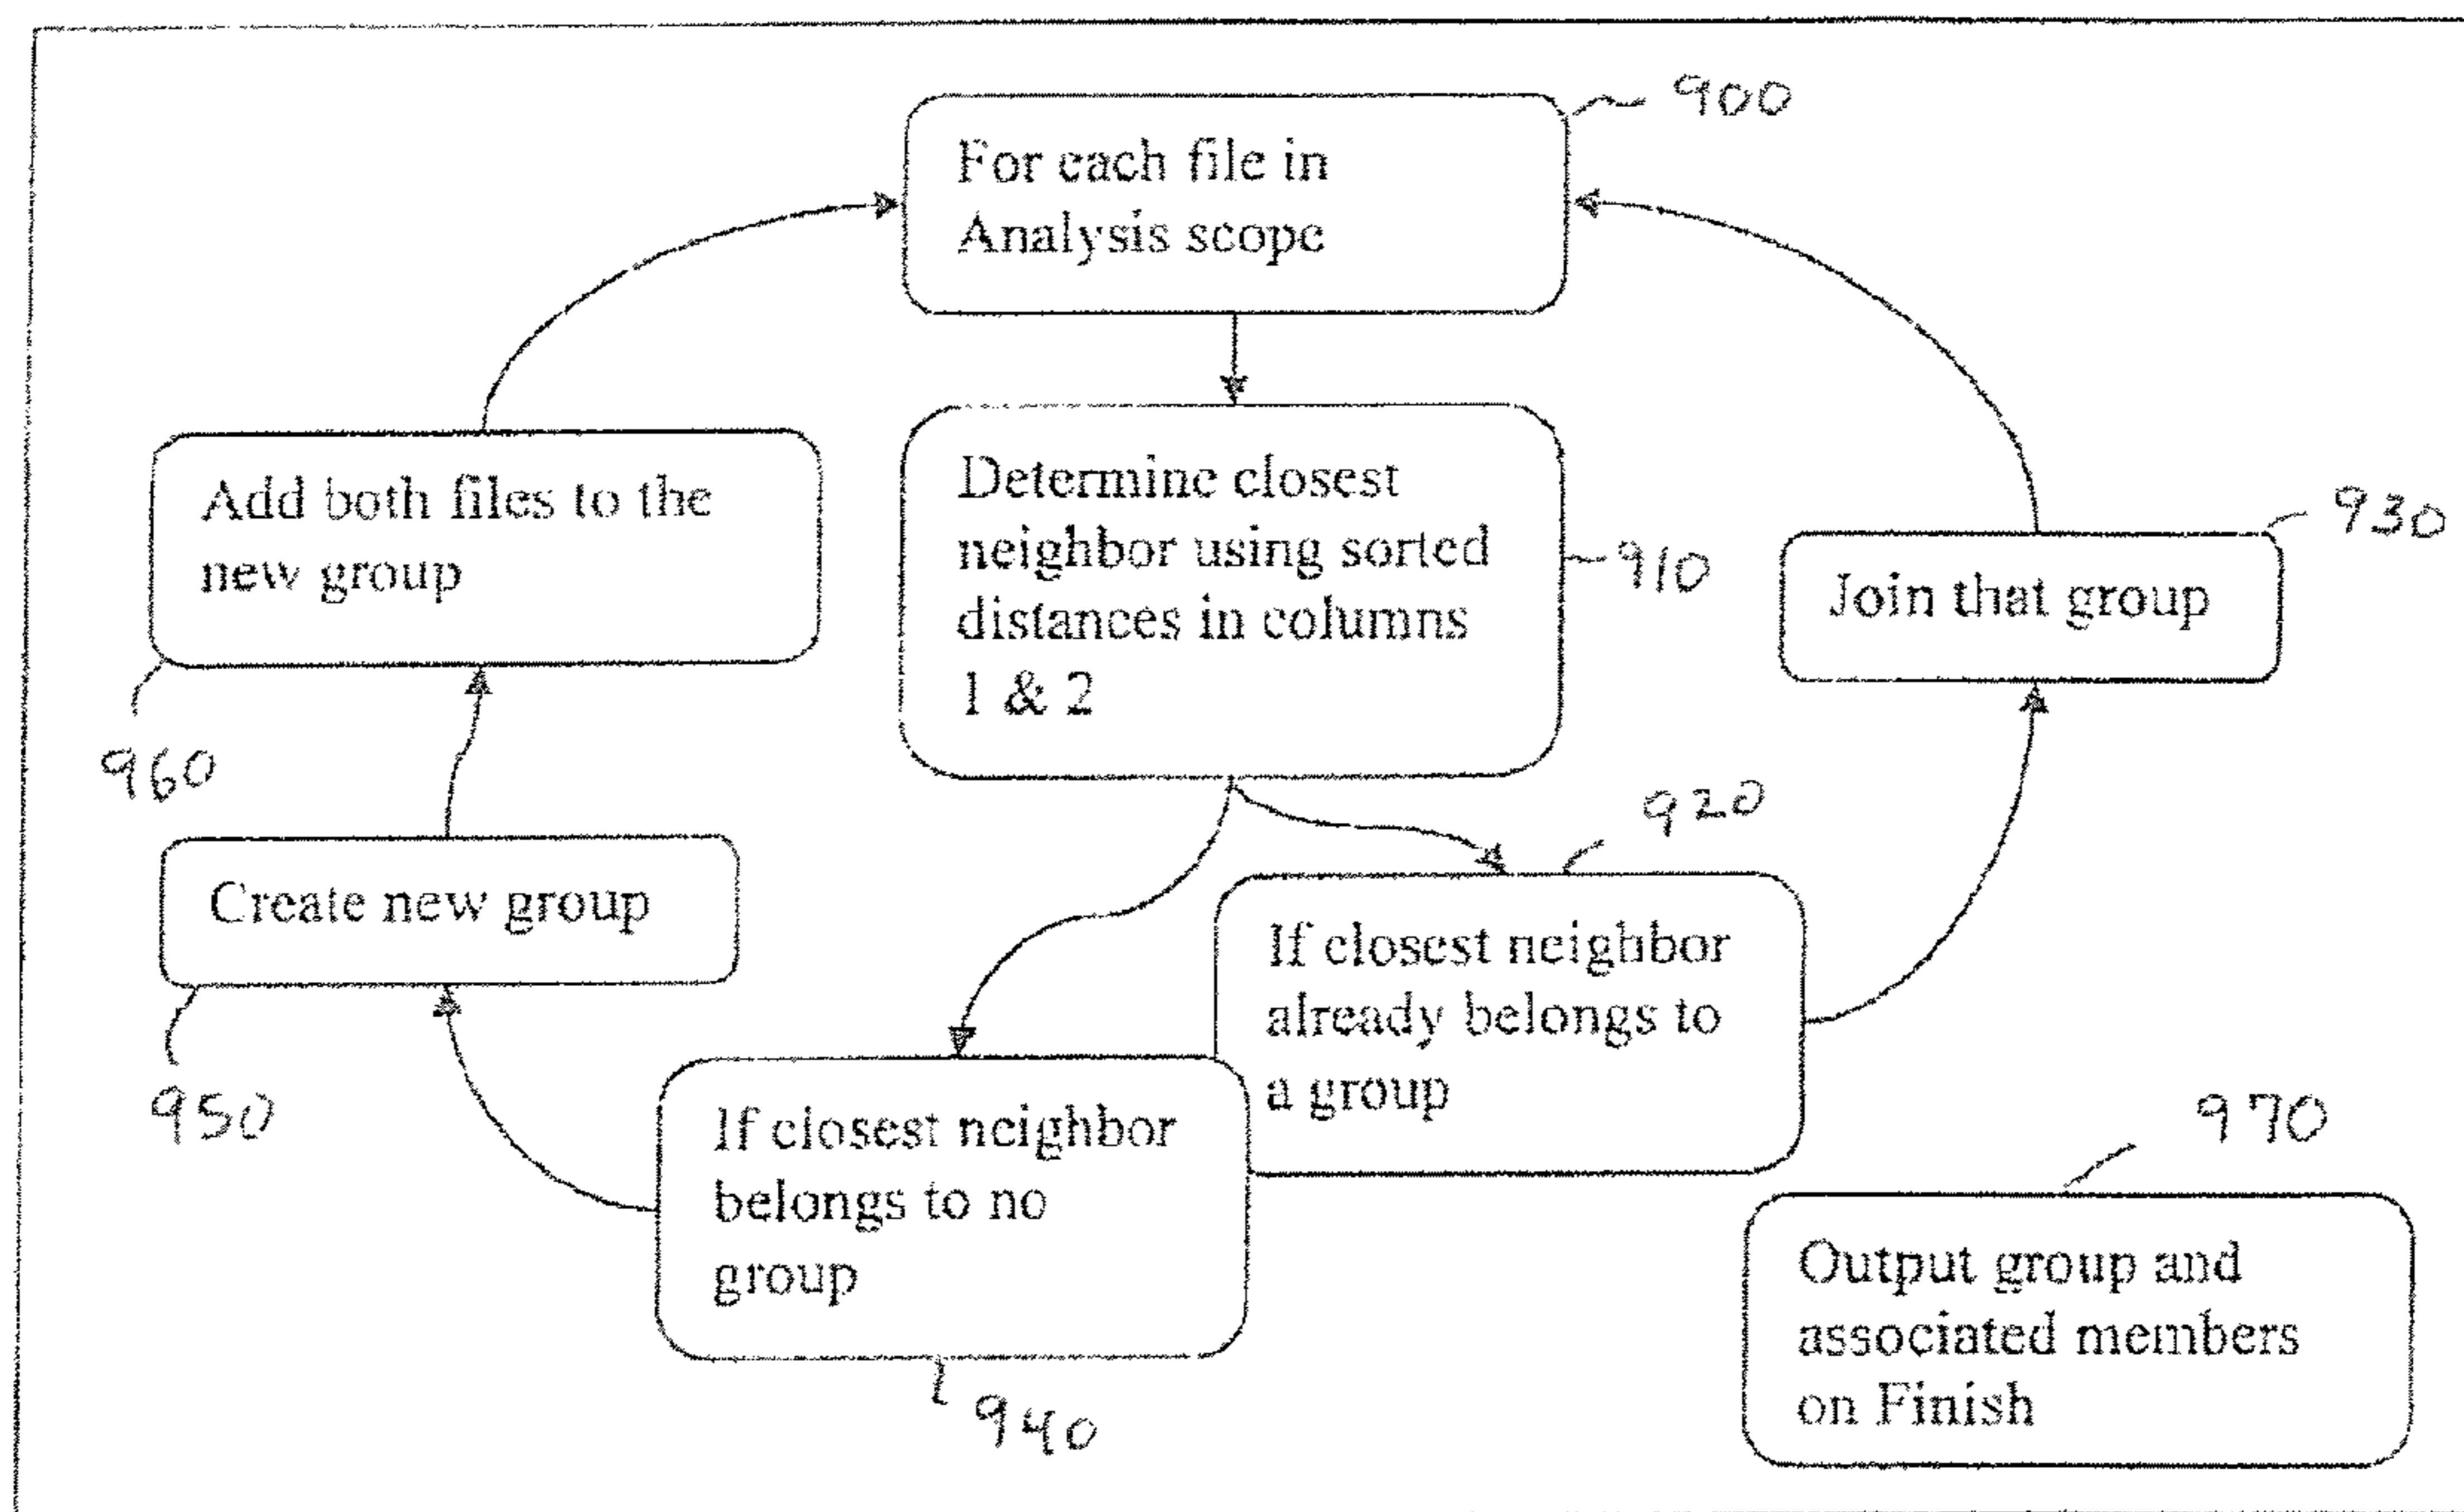 900
For each file in
Analysis scope
Add both files to the
new group
960
Determine closest
neighbor using sorted
distances in columns
1 & 2
910
930
Join that group
920
Create new group
950
If closest neighbor
already belongs to
a group
If closest neighbor
belongs to no
group
940
970
Output group and
associated members
on Finish